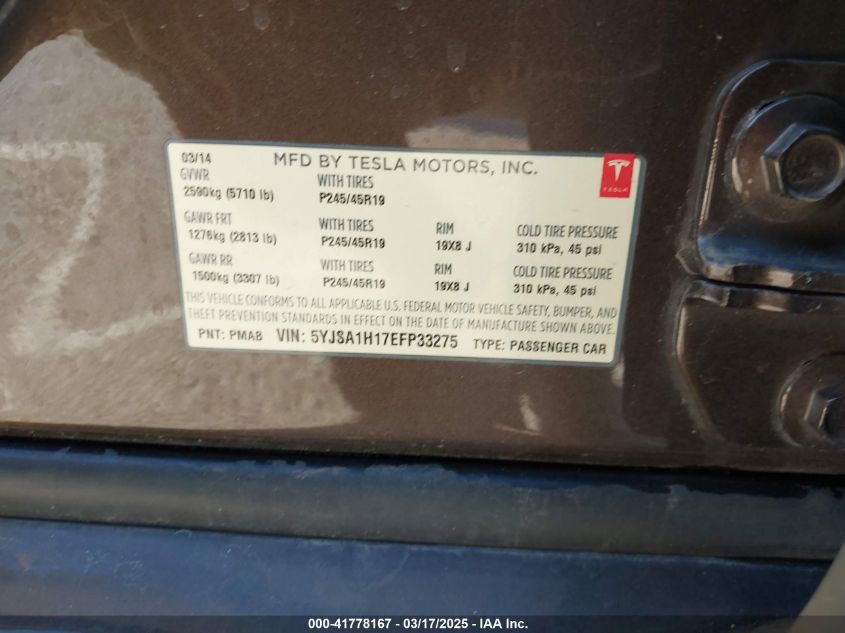 03/14 MFD BY TESLA MOTORS, INC.
GVWR WITH TIRES
2590kg (5710 lb) P245/45R19
TESLA
GAWR FRT WITH TIRES RIM COLD TIRE PRESSURE
1276kg (2813 lb) P245/45R19 19X8 J 310 kPa, 45 psi
GAWR RR WITH TIRES RIM COLD TIRE PRESSURE
1500kg (3307 lb) P245/45R19 19X8 J 310 kPa, 45 psi
THIS VEHICLE CONFORMS TO ALL APPLICABLE U.S. FEDERAL MOTOR VEHICLE SAFETY, BUMPER, AND
THEFT PREVENTION STANDARDS IN EFFECT ON THE DATE OF MANUFACTURE SHOWN ABOVE.
PNT: PMAB VIN: 5YJSA1H17EFP33275 TYPE: PASSENGER CAR
000-41778167 - 03/17/2025 - IAA Inc.